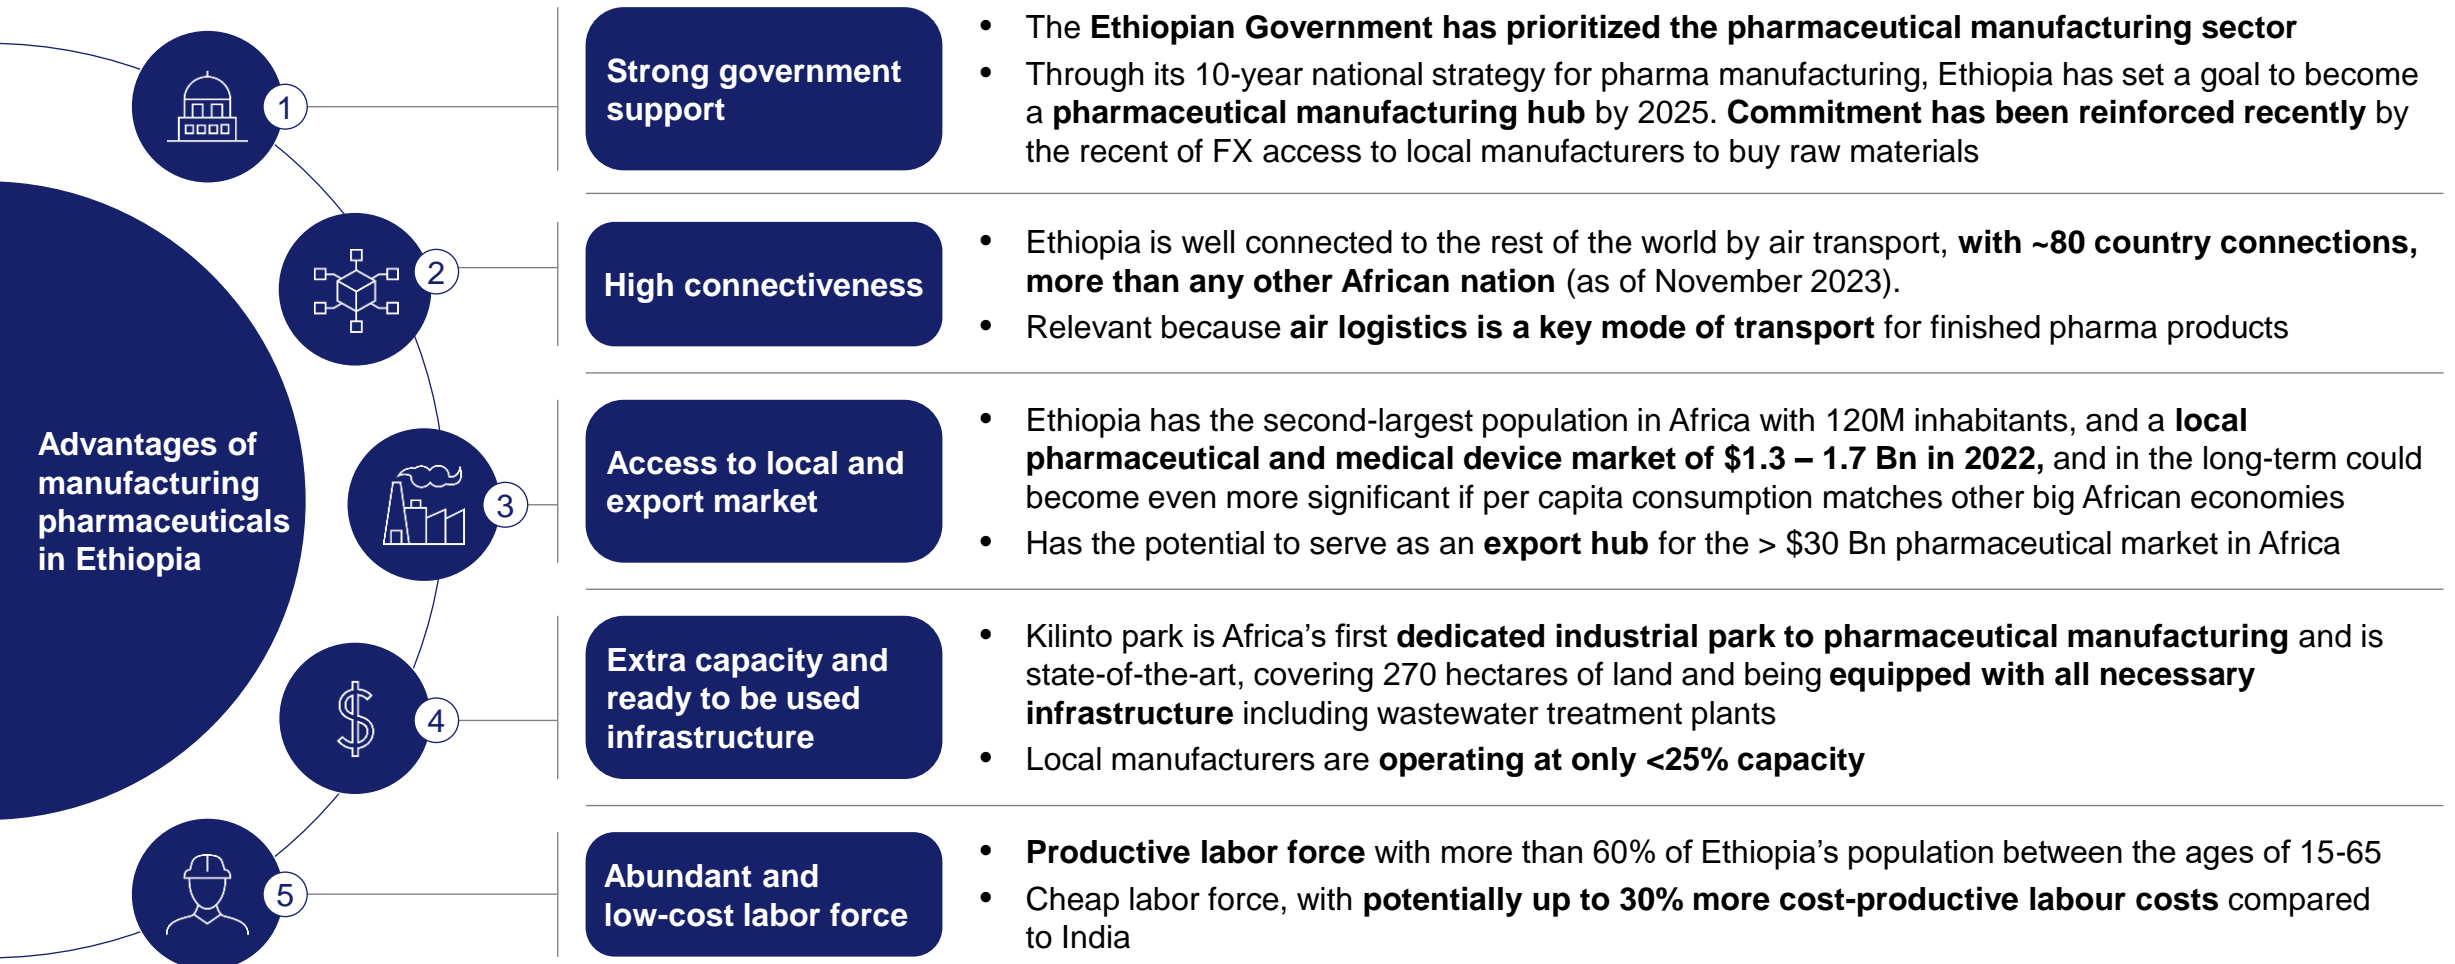 Advantages of
manufacturing
pharmaceuticals
in Ethiopia
1
Strong government
support
• The Ethiopian Government has prioritized the pharmaceutical manufacturing sector
• Through its 10-year national strategy for pharma manufacturing, Ethiopia has set a goal to become
a pharmaceutical manufacturing hub by 2025. Commitment has been reinforced recently by
the recent of FX access to local manufacturers to buy raw materials
2
High connectiveness
• Ethiopia is well connected to the rest of the world by air transport, with ~80 country connections,
more than any other African nation (as of November 2023).
• Relevant because air logistics is a key mode of transport for finished pharma products
3
Access to local and
export market
• Ethiopia has the second-largest population in Africa with 120M inhabitants, and a local
pharmaceutical and medical device market of $1.3 – 1.7 Bn in 2022, and in the long-term could
become even more significant if per capita consumption matches other big African economies
• Has the potential to serve as an export hub for the > $30 Bn pharmaceutical market in Africa
4
Extra capacity and
ready to be used
infrastructure
• Kilinto park is Africa’s first dedicated industrial park to pharmaceutical manufacturing and is
state-of-the-art, covering 270 hectares of land and being equipped with all necessary
infrastructure including wastewater treatment plants
• Local manufacturers are operating at only <25% capacity
5
Abundant and
low-cost labor force
• Productive labor force with more than 60% of Ethiopia’s population between the ages of 15-65
• Cheap labor force, with potentially up to 30% more cost-productive labour costs compared
to India